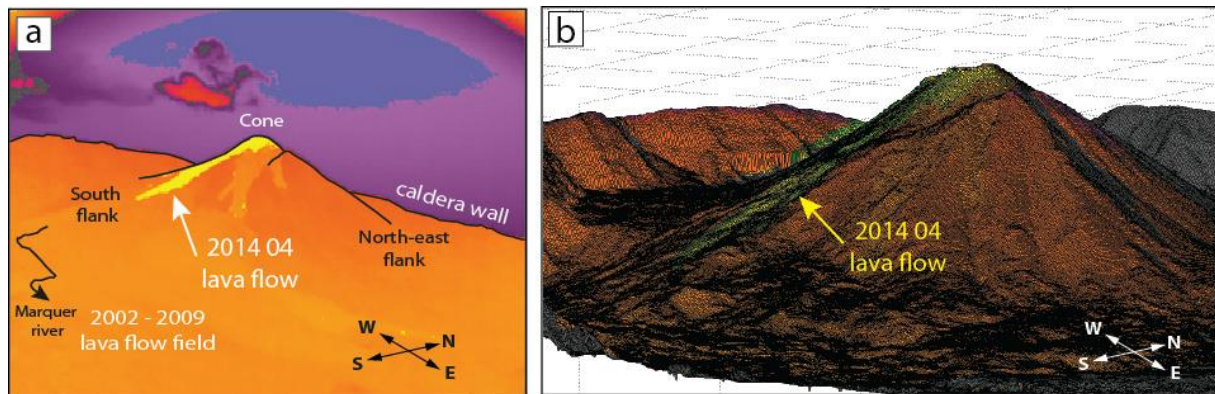 a
Cone
South
flank
caldera wall
2014 04
lava flow
North-east
flank
Marquer
river
2002 - 2009
lava flow field
W
N
S
E
b
2014 04
lava flow
W
N
S
E